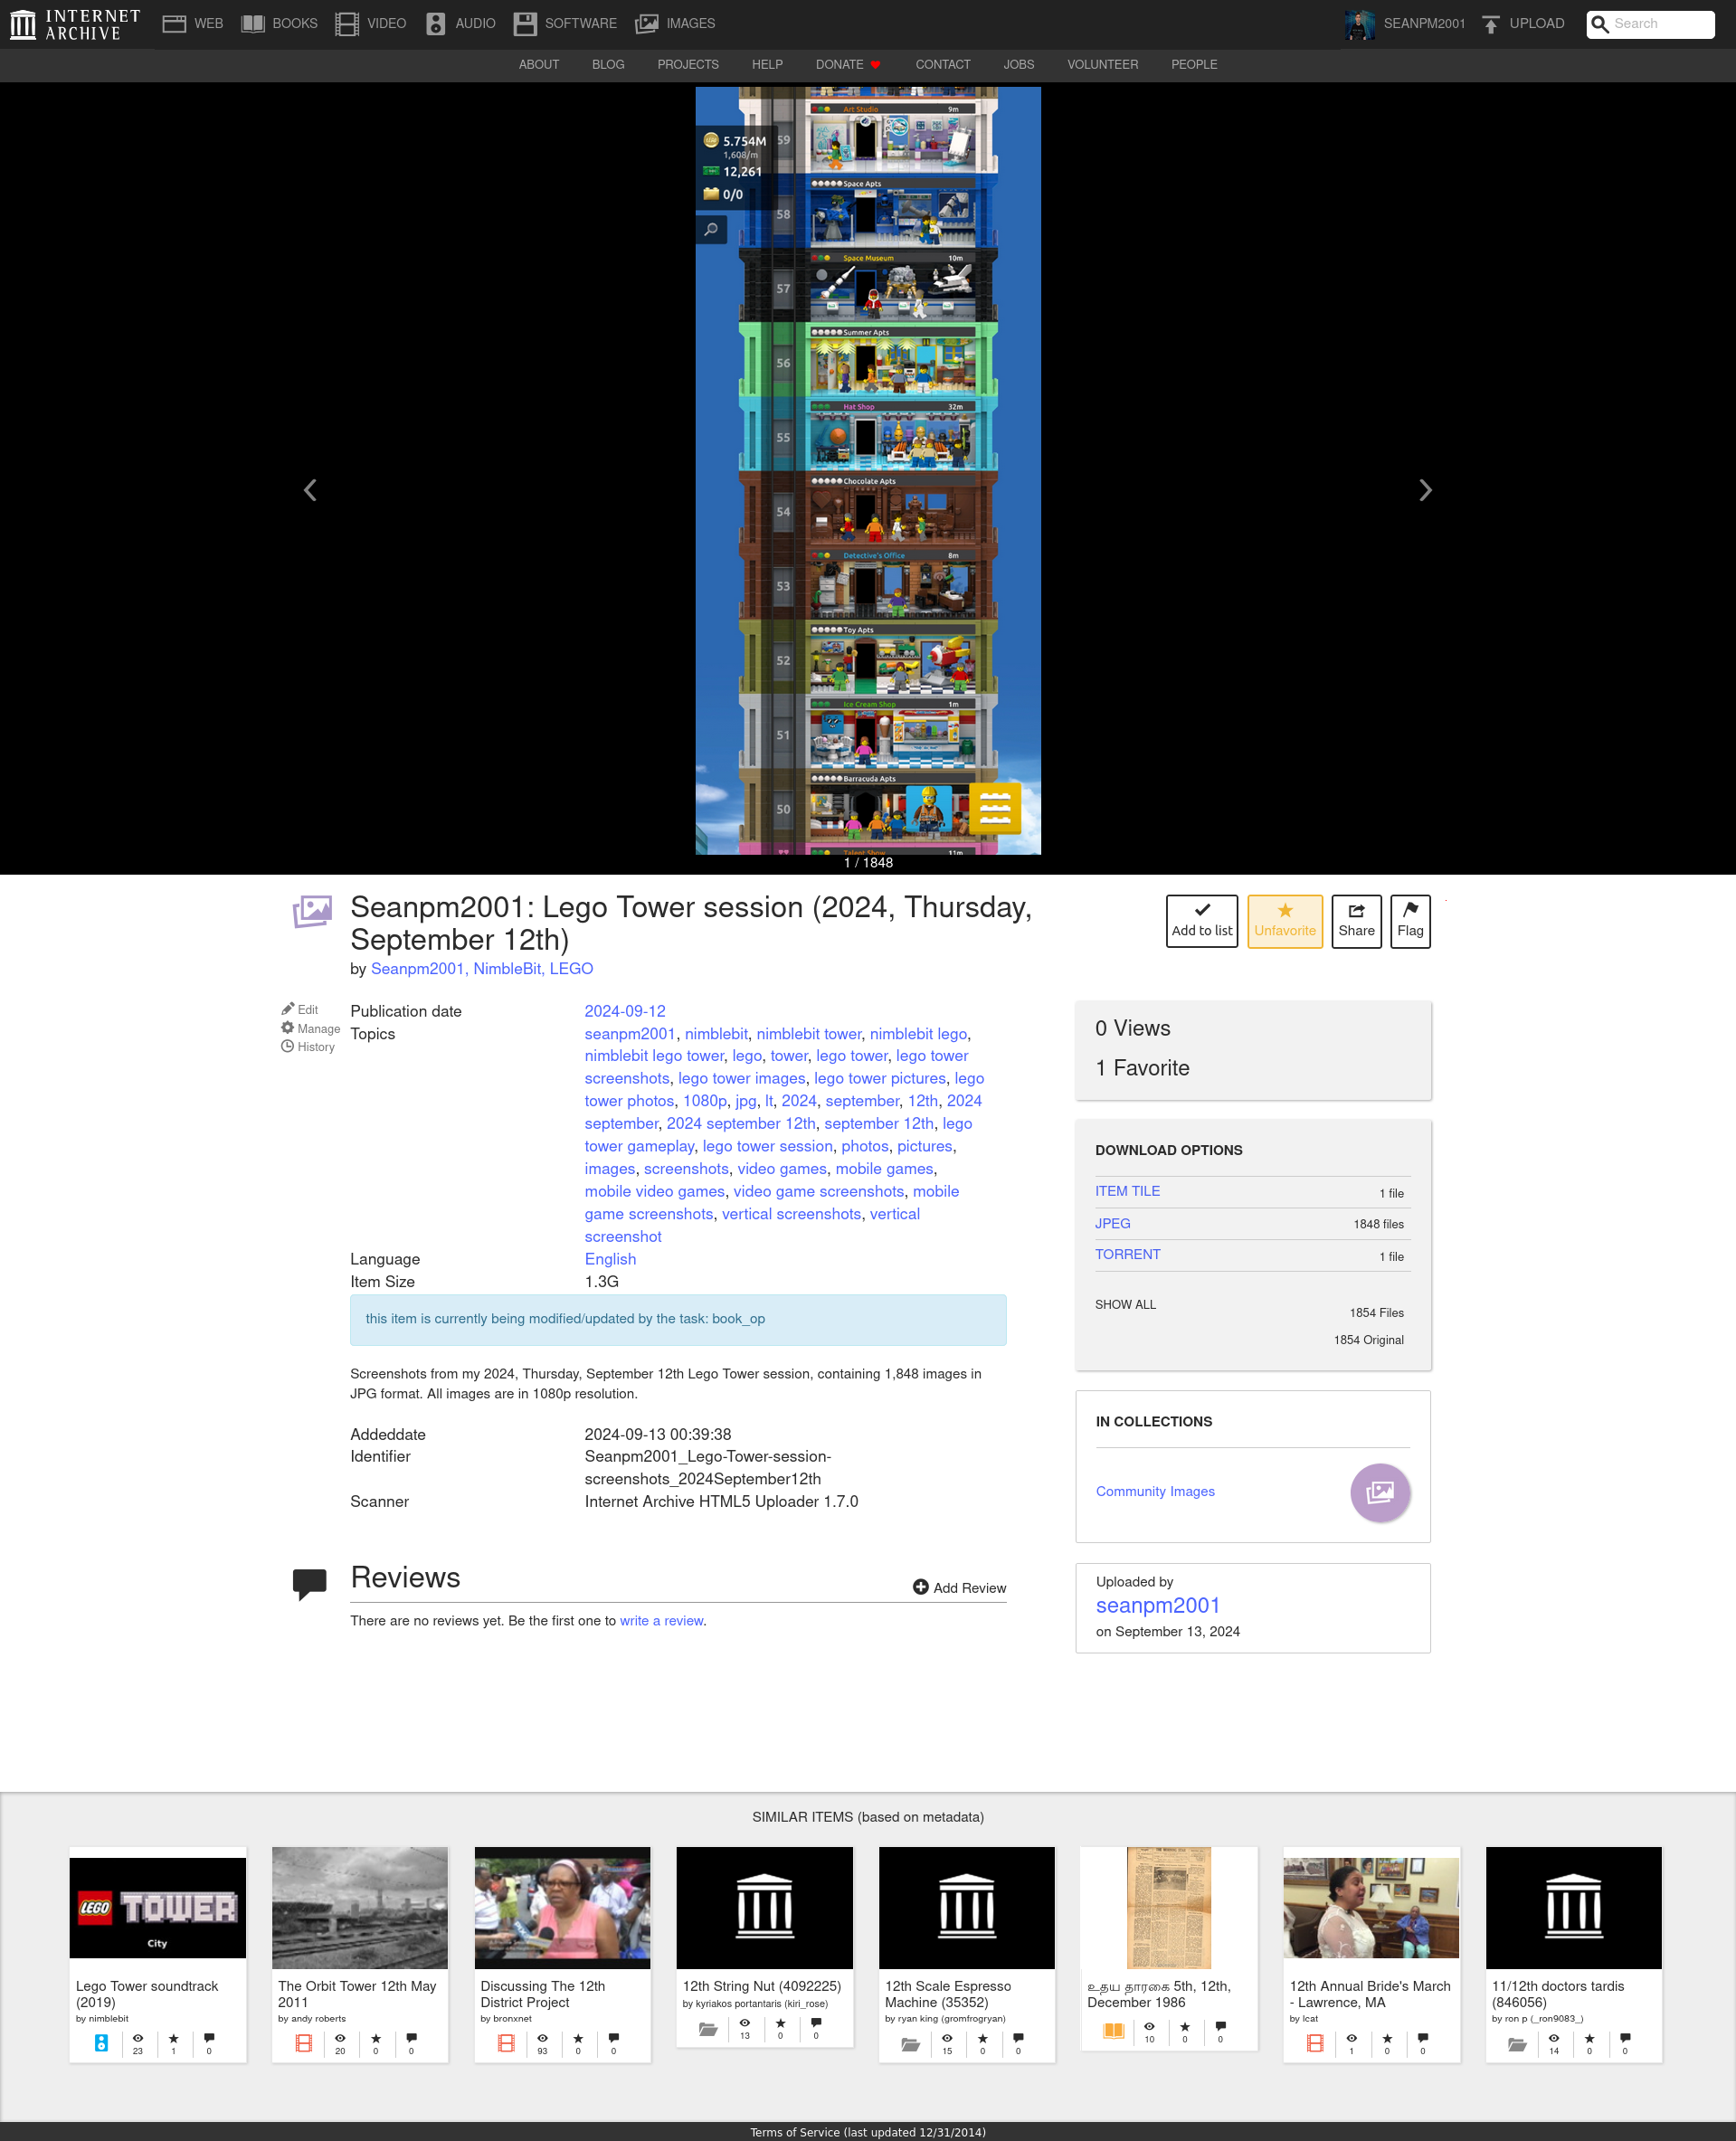 INTERNET ARCHIVE
WEB
BOOKS
VIDEO
AUDIO
SOFTWARE
IMAGES
SEANPM2001
UPLOAD
Search
ABOUT
BLOG
PROJECTS
HELP
DONATE
CONTACT
JOBS
VOLUNTEER
PEOPLE
Art Studio 9m
5.754M
59
1,608/m
12,261
0/0
Space Apts
58
Space Museum 10m
57
Summer Apts
56
Hat Shop 32m
55
Chocolate Apts
54
Detective's Office 8m
53
Toy Apts
52
Ice Cream Shop 1m
51
Barracuda Apts
50
Talent Show 11m
1 / 1848
Seanpm2001: Lego Tower session (2024, Thursday,
September 12th)
by Seanpm2001, NimbleBit, LEGO
Add to list
Unfavorite
Share
Flag
Edit
Manage
History
Publication date 2024-09-12
Topics seanpm2001, nimblebit, nimblebit tower, nimblebit lego,
nimblebit lego tower, lego, tower, lego tower, lego tower
screenshots, lego tower images, lego tower pictures, lego
tower photos, 1080p, jpg, lt, 2024, september, 12th, 2024
september, 2024 september 12th, september 12th, lego
tower gameplay, lego tower session, photos, pictures,
images, screenshots, video games, mobile games,
mobile video games, video game screenshots, mobile
game screenshots, vertical screenshots, vertical
screenshot
Language English
Item Size 1.3G
this item is currently being modified/updated by the task: book_op
Screenshots from my 2024, Thursday, September 12th Lego Tower session, containing 1,848 images in
JPG format. All images are in 1080p resolution.
Addeddate 2024-09-13 00:39:38
Identifier Seanpm2001_Lego-Tower-session-
screenshots_2024September12th
Scanner Internet Archive HTML5 Uploader 1.7.0
Reviews
Add Review
There are no reviews yet. Be the first one to write a review.
0 Views
1 Favorite
DOWNLOAD OPTIONS
ITEM TILE 1 file
JPEG 1848 files
TORRENT 1 file
SHOW ALL 1854 Files
1854 Original
IN COLLECTIONS
Community Images
Uploaded by
seanpm2001
on September 13, 2024
SIMILAR ITEMS (based on metadata)
LEGO TOWER
City
Lego Tower soundtrack
(2019)
by nimblebit
23 1 0
The Orbit Tower 12th May
2011
by andy roberts
20 0 0
Discussing The 12th
District Project
by bronxnet
93 0 0
12th String Nut (4092225)
by kyriakos portantaris (kiri_rose)
13 0 0
12th Scale Espresso
Machine (35352)
by ryan king (gromfrogryan)
15 0 0
உதய தாரகை 5th, 12th,
December 1986
10 0 0
12th Annual Bride's March
- Lawrence, MA
by lcat
1 0 0
11/12th doctors tardis
(846056)
by ron p (_ron9083_)
14 0 0
Terms of Service (last updated 12/31/2014)